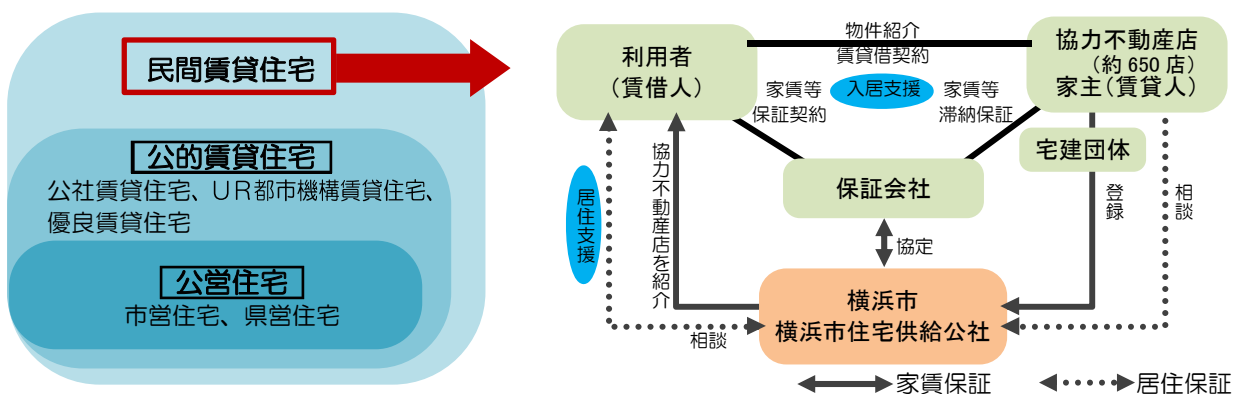 民間賃貸住宅
公的賃貸住宅
公社賃貸住宅、UR都市機構賃貸住宅、
優良賃貸住宅
公営住宅
市営住宅、県営住宅
利用者
（賃借人）
物件紹介
賃貸借契約
協力不動産店
（約650店）
家主（賃貸人）
入居支援
家賃等
保証契約
家賃等
滞納保証
宅建団体
保証会社
居住支援
協力不動産店を紹介
協定
登録
相談
横浜市
横浜市住宅供給公社
相談
家賃保証
居住保証